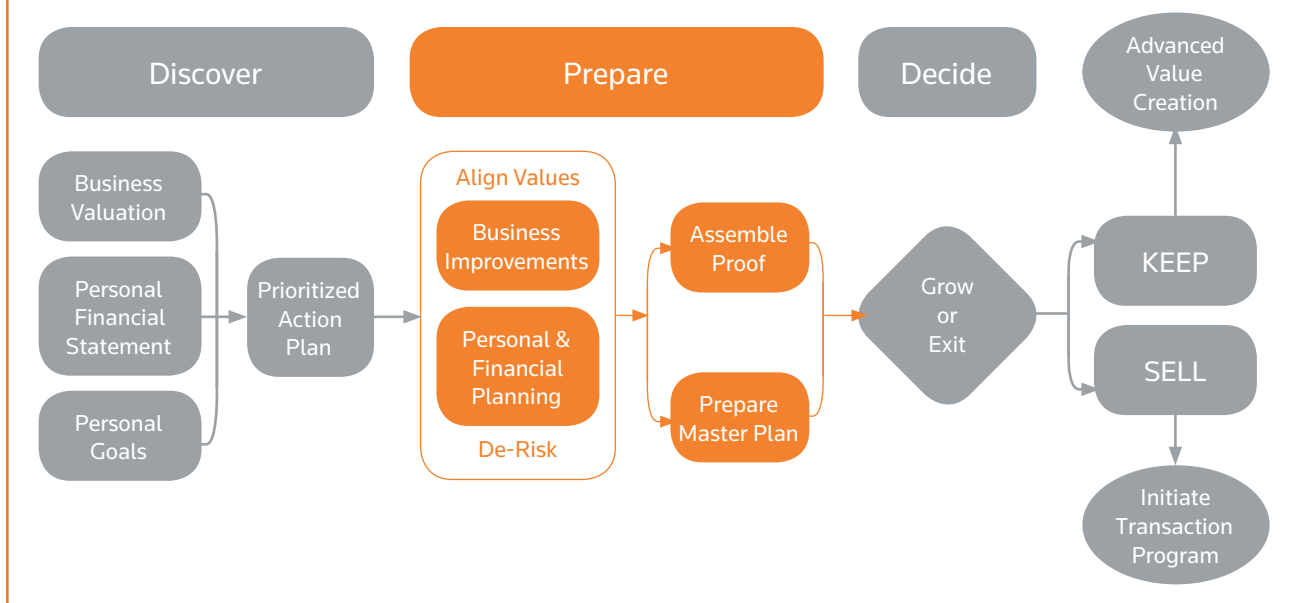 Discover
Prepare
Decide
Advanced
Value
Creation
Business
Valuation
Personal
Financial
Statement
Personal
Goals
Prioritized
Action
Plan
Align Values
Business
Improvements
Personal &
Financial
Planning
De-Risk
Assemble
Proof
Prepare
Master Plan
Grow
or
Exit
KEEP
SELL
Initiate
Transaction
Program